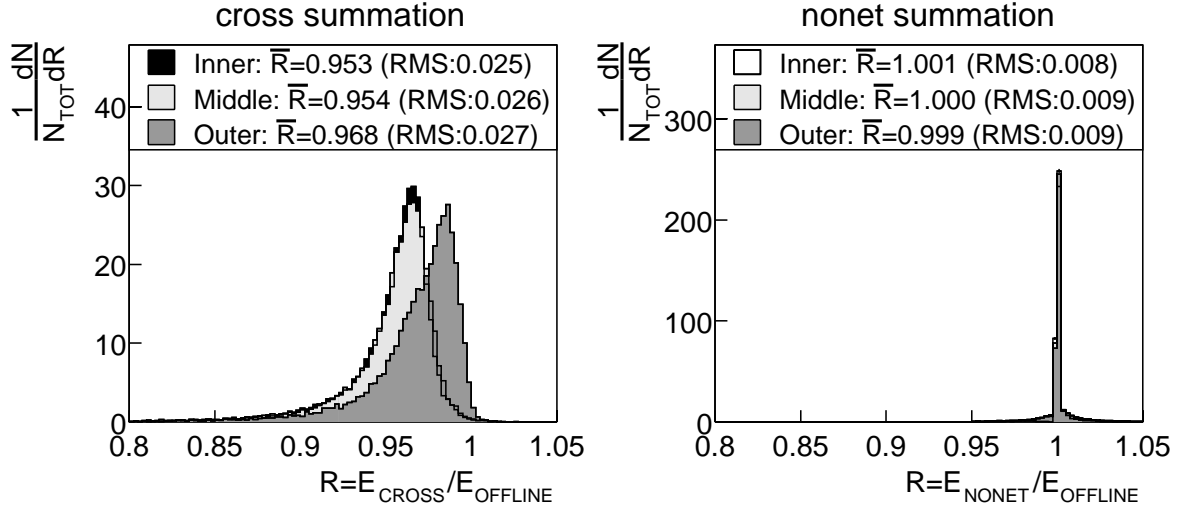 cross summation
1/N_TOT dN/dR
Inner: R̅=0.953 (RMS:0.025)
Middle: R̅=0.954 (RMS:0.026)
Outer: R̅=0.968 (RMS:0.027)
40
30
20
10
0
0.8 0.85 0.9 0.95 1 1.05
R=E_CROSS/E_OFFLINE
nonet summation
1/N_TOT dN/dR
Inner: R̅=1.001 (RMS:0.008)
Middle: R̅=1.000 (RMS:0.009)
Outer: R̅=0.999 (RMS:0.009)
300
200
100
0
0.8 0.85 0.9 0.95 1 1.05
R=E_NONET/E_OFFLINE